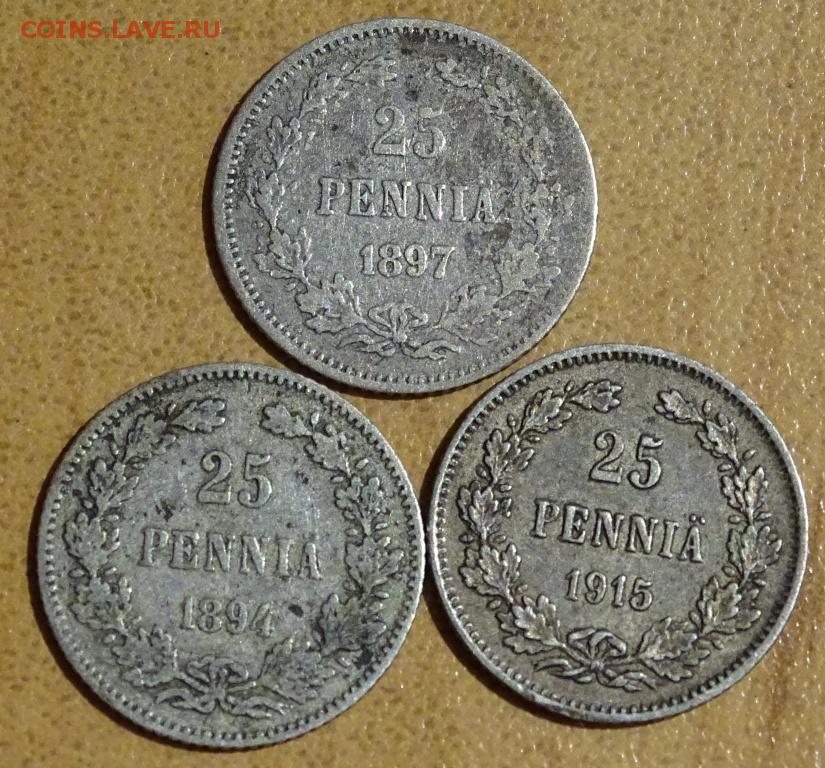 COINS.LAVE.RU
25
PENNIA
1897
25
PENNIA
1894
25
PENNIÄ
1915